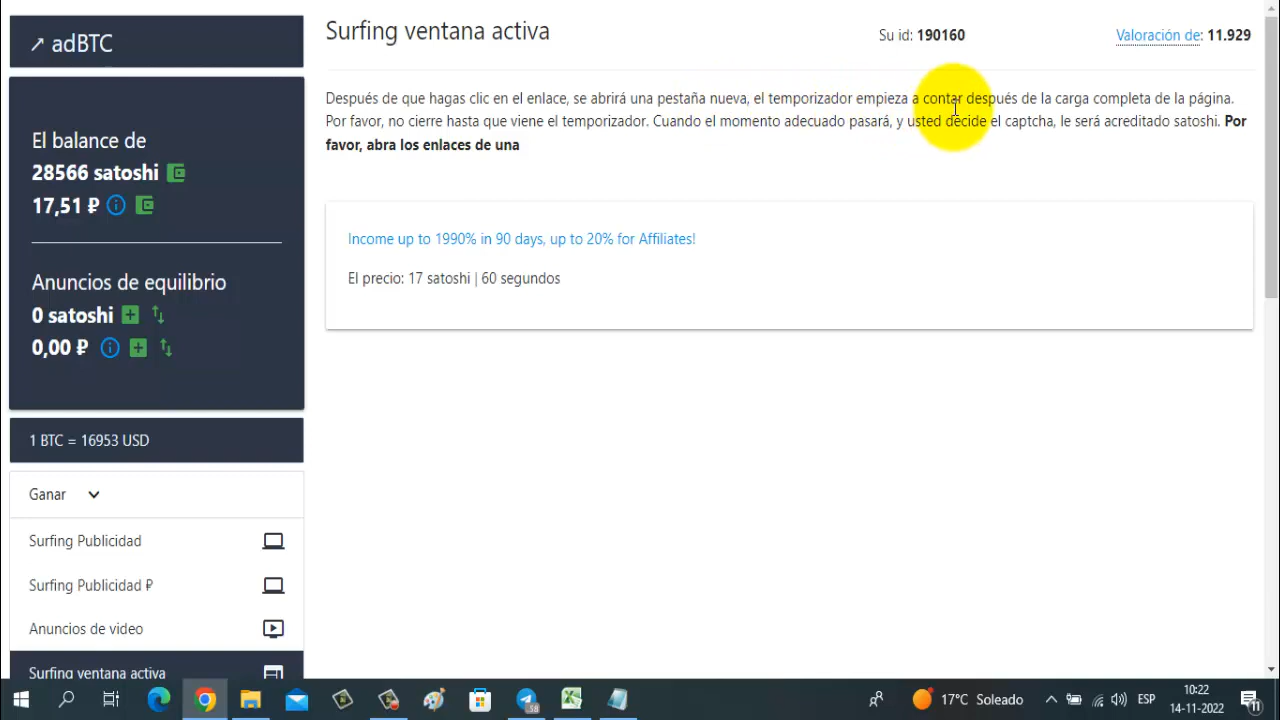 adBTC
El balance de
28566 satoshi
17,51 ₽
Anuncios de equilibrio
0 satoshi
0,00 ₽
1 BTC = 16953 USD
Ganar
Surfing Publicidad
Surfing Publicidad ₽
Anuncios de video
Surfing ventana activa
Surfing ventana activa
Su id: 190160
Valoración de: 11.929
Después de que hagas clic en el enlace, se abrirá una pestaña nueva, el temporizador empieza a contar después de la carga completa de la página.
Por favor, no cierre hasta que viene el temporizador. Cuando el momento adecuado pasará, y usted decide el captcha, le será acreditado satoshi. Por
favor, abra los enlaces de una
Income up to 1990% in 90 days, up to 20% for Affiliates!
El precio: 17 satoshi | 60 segundos
58
17°C Soleado
ESP
10:22
14-11-2022
11